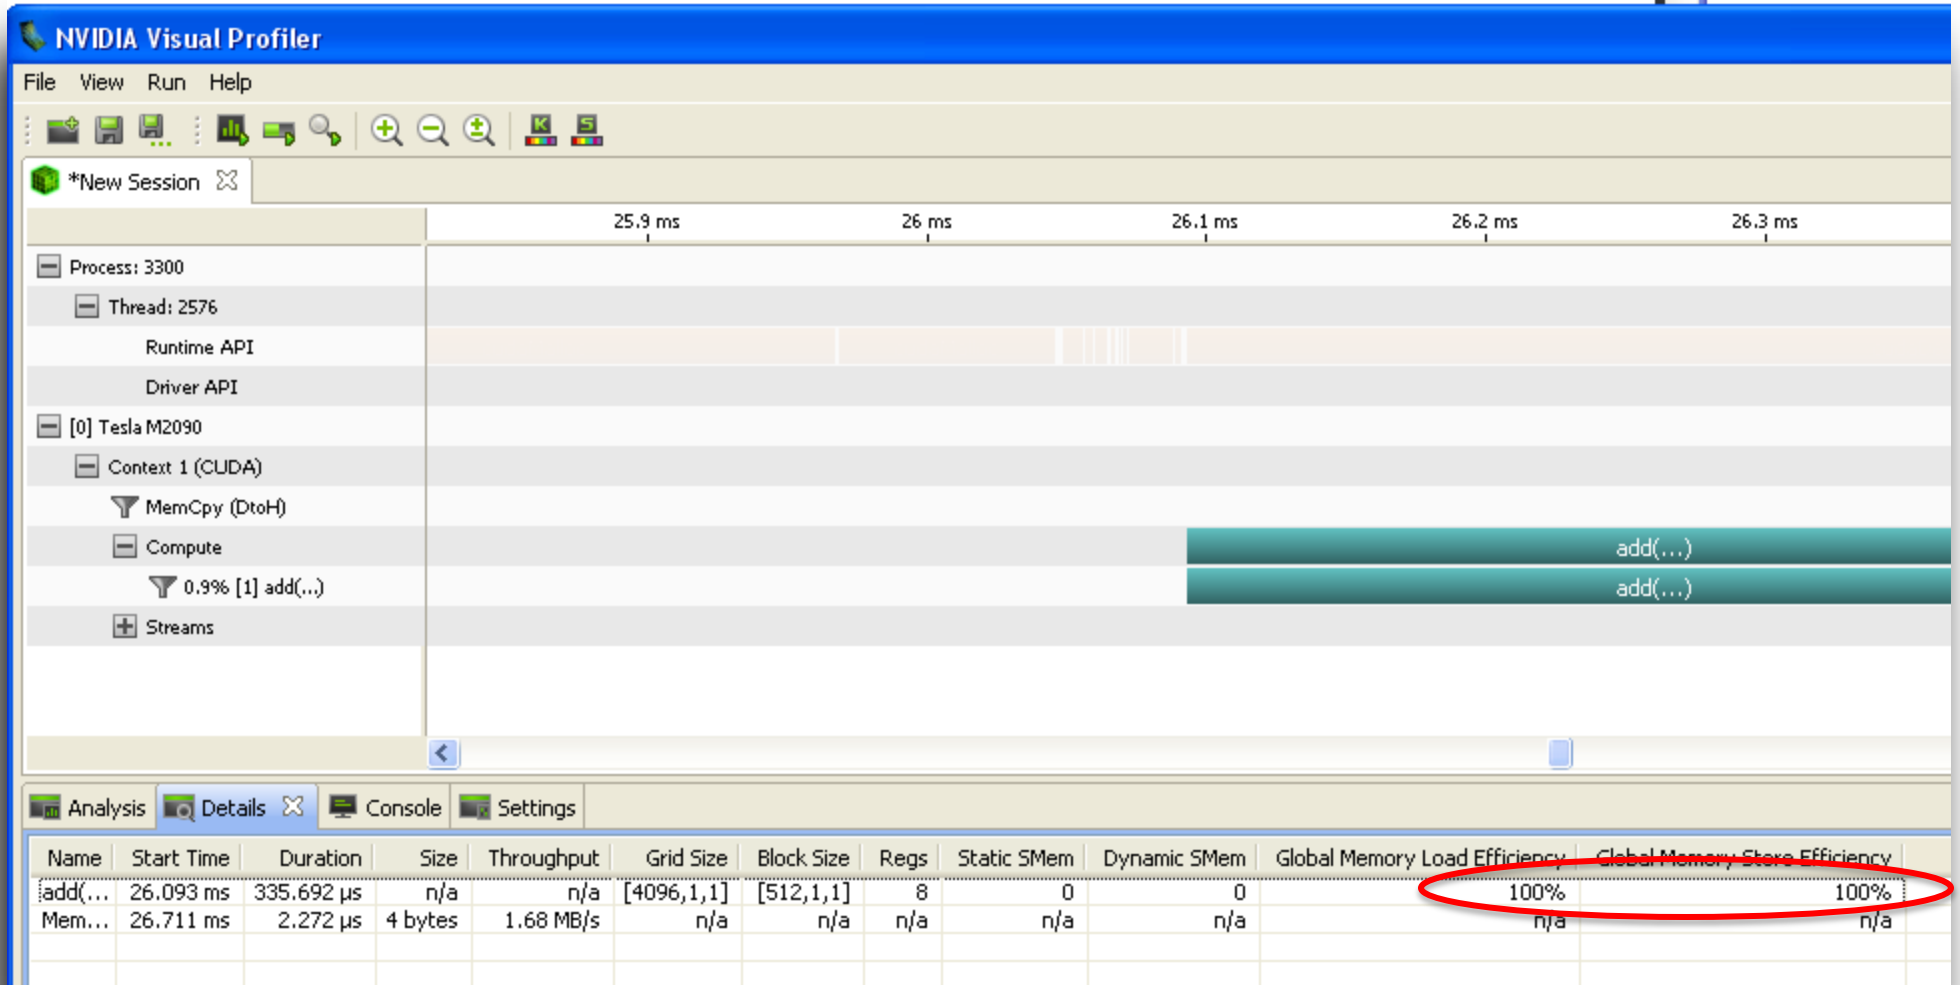 NVIDIA Visual Profiler
File View Run Help
K S
*New Session
25.9 ms 26 ms 26.1 ms 26.2 ms 26.3 ms
Process: 3300
Thread: 2576
Runtime API
Driver API
[0] Tesla M2090
Context 1 (CUDA)
MemCpy (DtoH)
Compute add(...)
0.9% [1] add(...) add(...)
Streams
Analysis Details Console Settings
Name Start Time Duration Size Throughput Grid Size Block Size Regs Static SMem Dynamic SMem Global Memory Load Efficiency Global Memory Store Efficiency
add(... 26.093 ms 335.692 µs n/a n/a [4096,1,1] [512,1,1] 8 0 0 100% 100%
Mem... 26.711 ms 2.272 µs 4 bytes 1.68 MB/s n/a n/a n/a n/a n/a n/a n/a